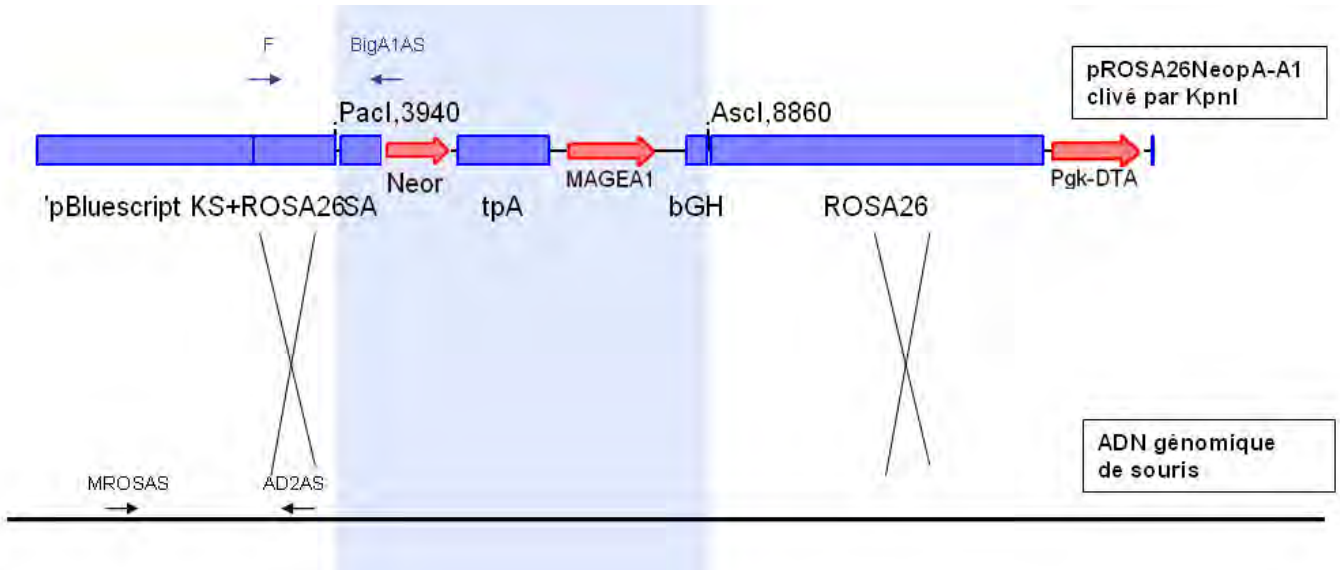 F BigA1AS
pROSA26NeopA-A1
clivé par KpnI
PacI,3940 AscI,8860
Neor MAGEA1 Pgk-DTA
'pBluescript KS+ROSA26SA tpA bGH ROSA26
ADN génomique
de souris
MROSAS AD2AS